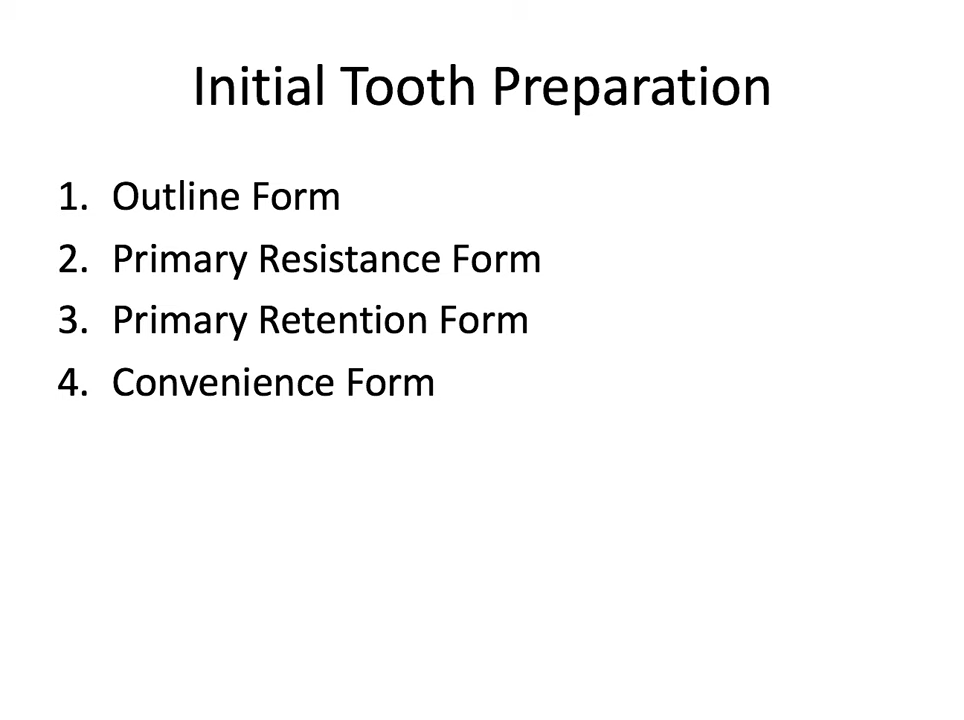 Initial Tooth Preparation
1. Outline Form
2. Primary Resistance Form
3. Primary Retention Form
4. Convenience Form